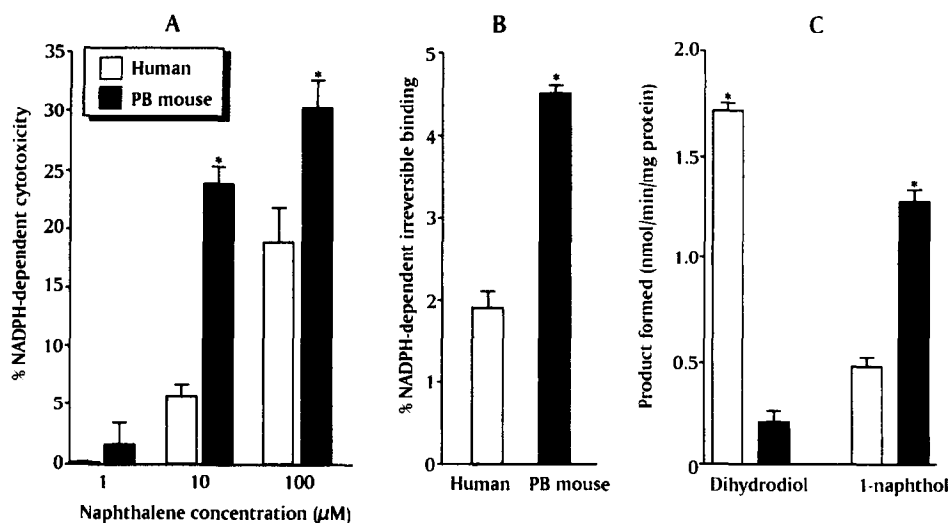 A
% NADPH-dependent cytotoxicity
35
30
25
20
15
10
5
0
Human
PB mouse
*
*
1
10
100
Naphthalene concentration (µM)
B
% NADPH-dependent irreversible binding
5
4
3
2
1
0
*
Human
PB mouse
C
Product formed (nmol/min/mg protein)
2.0
1.5
1.0
0.5
0
*
*
Dihydrodiol
1-naphthol